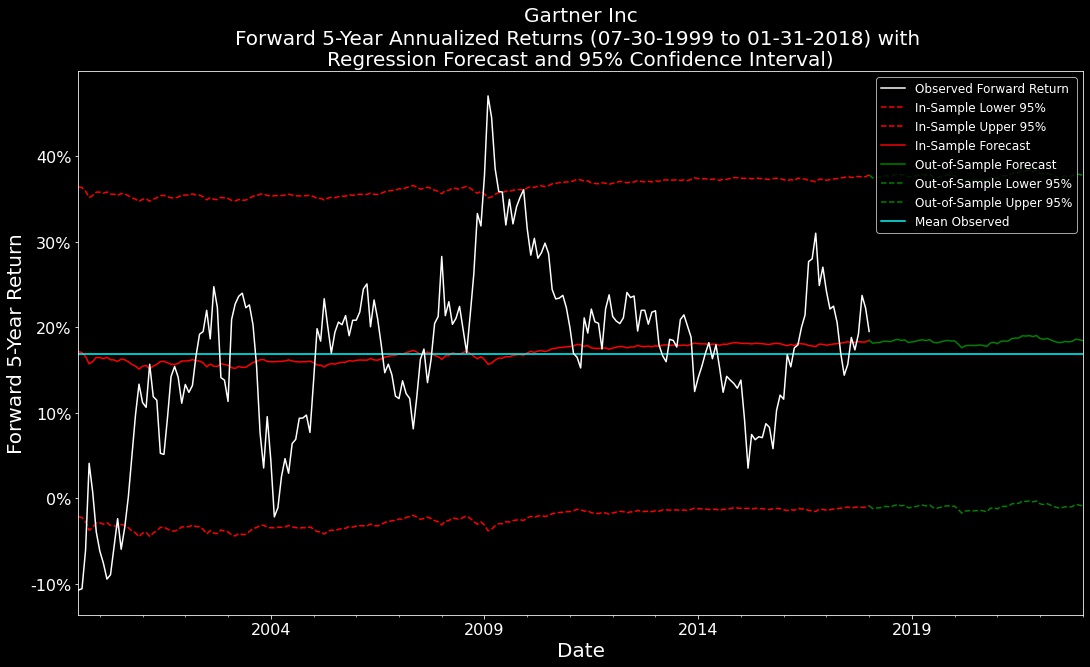 Gartner Inc
Forward 5-Year Annualized Returns (07-30-1999 to 01-31-2018) with
Regression Forecast and 95% Confidence Interval)
Observed Forward Return
In-Sample Lower 95%
In-Sample Upper 95%
In-Sample Forecast
Out-of-Sample Forecast
Out-of-Sample Lower 95%
Out-of-Sample Upper 95%
Mean Observed
Forward 5-Year Return
40%
30%
20%
10%
0%
-10%
2004
2009
2014
2019
Date